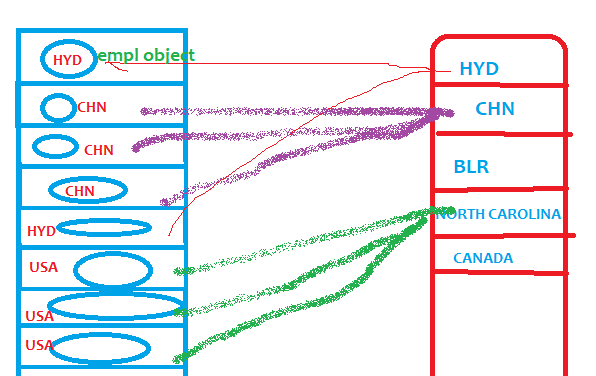 HYD empl object
CHN
CHN
CHN
HYD
USA
USA
USA
HYD
CHN
BLR
NORTH CAROLINA
CANADA